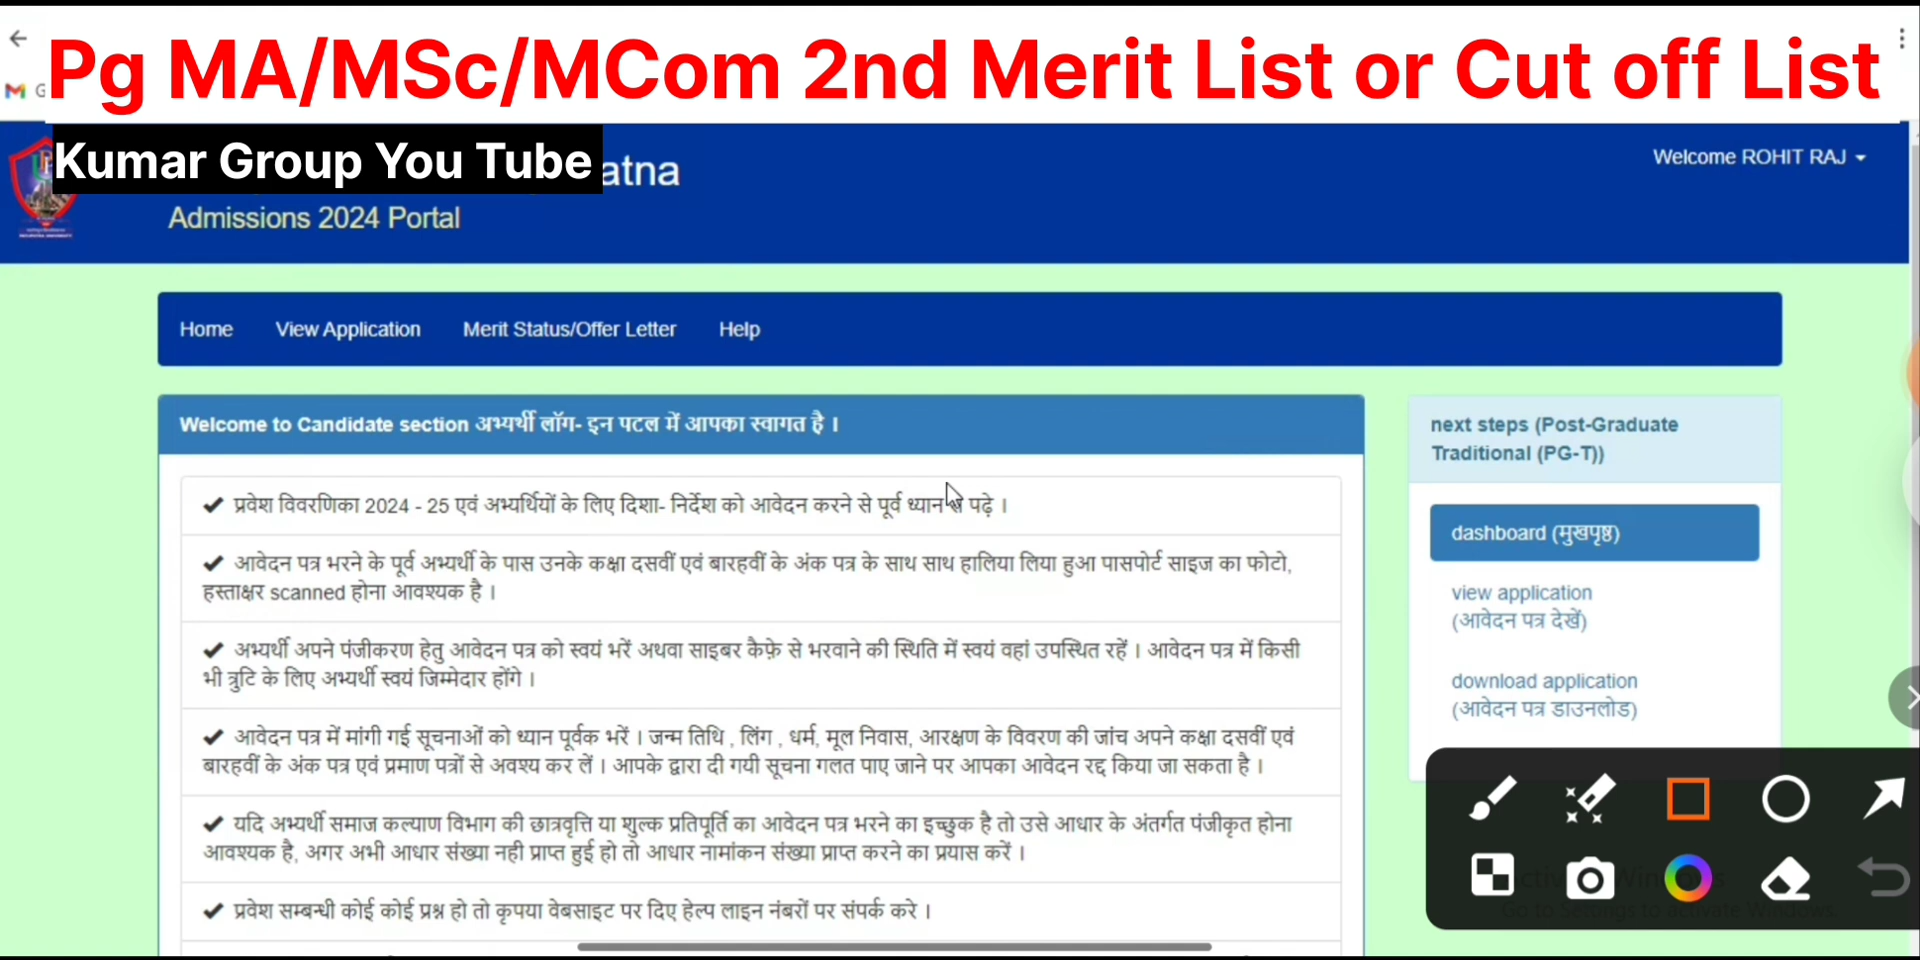 Pg MA/MSc/MCom 2nd Merit List or Cut off List
G
Kumar Group You Tube
atna
Welcome ROHIT RAJ
Admissions 2024 Portal
Home View Application Merit Status/Offer Letter Help
Welcome to Candidate section अभ्यर्थी लॉग- इन पटल में आपका स्वागत है ।
प्रवेश विवरणिका 2024 - 25 एवं अभ्यर्थियों के लिए दिशा- निर्देश को आवेदन करने से पूर्व ध्यान से पढ़े ।
आवेदन पत्र भरने के पूर्व अभ्यर्थी के पास उनके कक्षा दसवीं एवं बारहवीं के अंक पत्र के साथ साथ हालिया लिया हुआ पासपोर्ट साइज का फोटो,
हस्ताक्षर scanned होना आवश्यक है ।
अभ्यर्थी अपने पंजीकरण हेतु आवेदन पत्र को स्वयं भरें अथवा साइबर कैफ़े से भरवाने की स्थिति में स्वयं वहां उपस्थित रहें । आवेदन पत्र में किसी
भी त्रुटि के लिए अभ्यर्थी स्वयं जिम्मेदार होंगे ।
आवेदन पत्र में मांगी गई सूचनाओं को ध्यान पूर्वक भरें । जन्म तिथि , लिंग , धर्म, मूल निवास, आरक्षण के विवरण की जांच अपने कक्षा दसवीं एवं
बारहवीं के अंक पत्र एवं प्रमाण पत्रों से अवश्य कर लें । आपके द्वारा दी गयी सूचना गलत पाए जाने पर आपका आवेदन रद्द किया जा सकता है ।
यदि अभ्यर्थी समाज कल्याण विभाग की छात्रवृत्ति या शुल्क प्रतिपूर्ति का आवेदन पत्र भरने का इच्छुक है तो उसे आधार के अंतर्गत पंजीकृत होना
आवश्यक है, अगर अभी आधार संख्या नही प्राप्त हुई हो तो आधार नामांकन संख्या प्राप्त करने का प्रयास करें ।
प्रवेश सम्बन्धी कोई कोई प्रश्न हो तो कृपया वेबसाइट पर दिए हेल्प लाइन नंबरों पर संपर्क करे ।
next steps (Post-Graduate
Traditional (PG-T))
dashboard (मुखपृष्ठ)
view application
(आवेदन पत्र देखें)
download application
(आवेदन पत्र डाउनलोड)